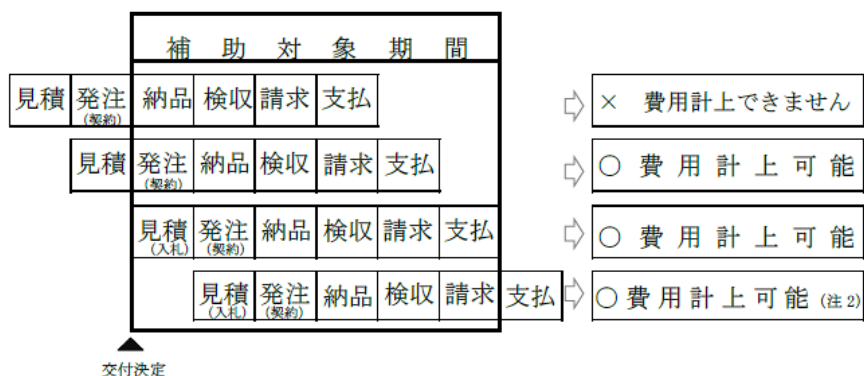 補助対象期間
見積 発注(契約) 納品 検収 請求 支払 ⇨ × 費用計上できません
見積 発注(契約) 納品 検収 請求 支払 ⇨ ○ 費用計上可能
見積(入札) 発注(契約) 納品 検収 請求 支払 ⇨ ○ 費用計上可能
見積(入札) 発注(契約) 納品 検収 請求 支払 ⇨ ○ 費用計上可能 (注2)
▲
交付決定